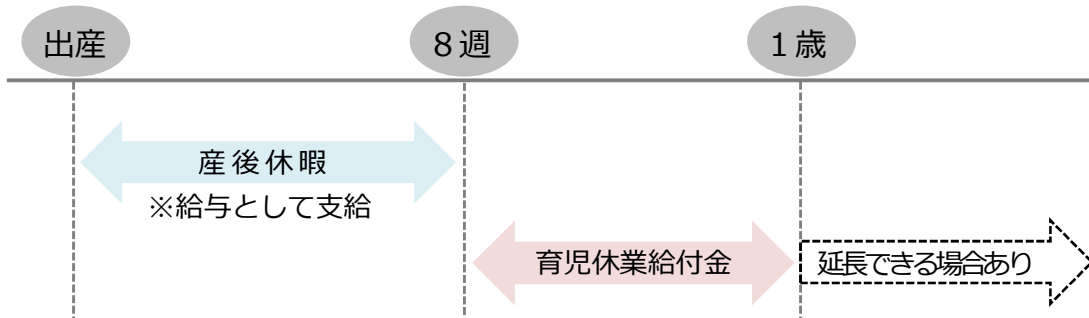 出産
8週
1歳
産後休暇
※給与として支給
育児休業給付金
延長できる場合あり